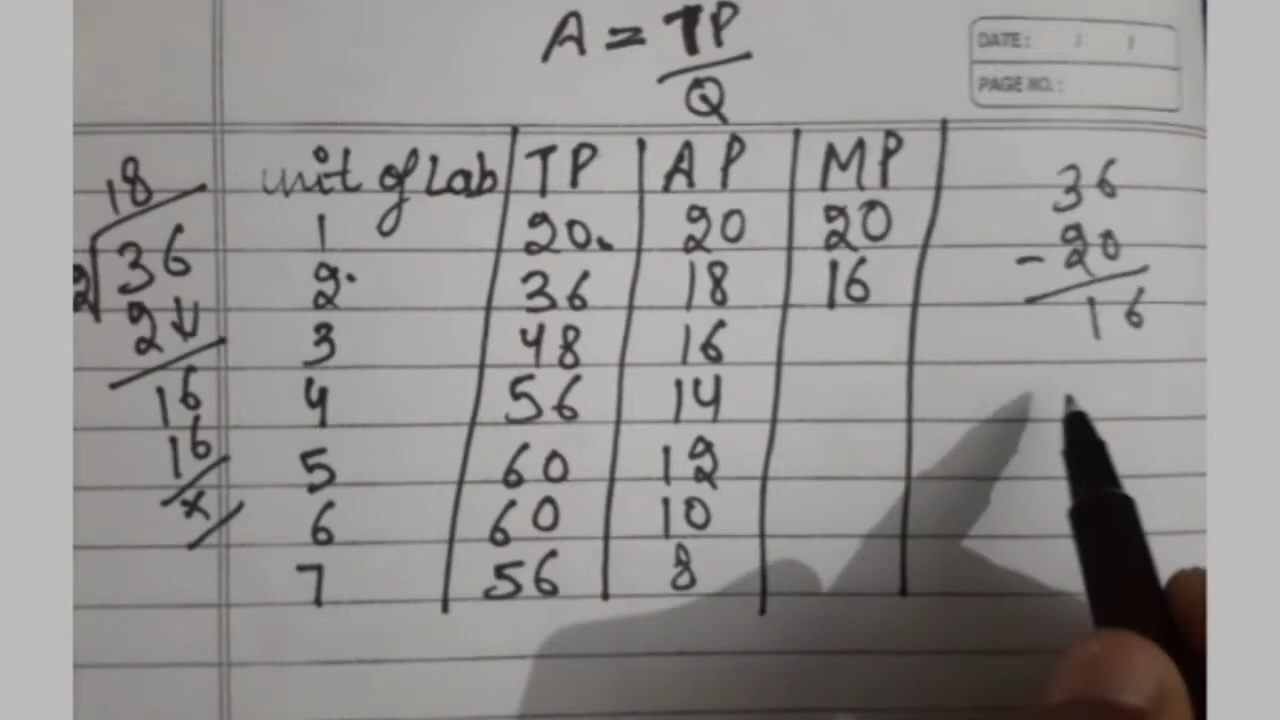 A = TP
Q
DATE: / /
PAGE NO.:
unit of Lab TP AP MP
1 20. 20 20
2. 36 18 16
3 48 16
4 56 14
5 60 12
6 60 10
7 56 8
18
2 36
2↓
16
16
x
36
- 20
16